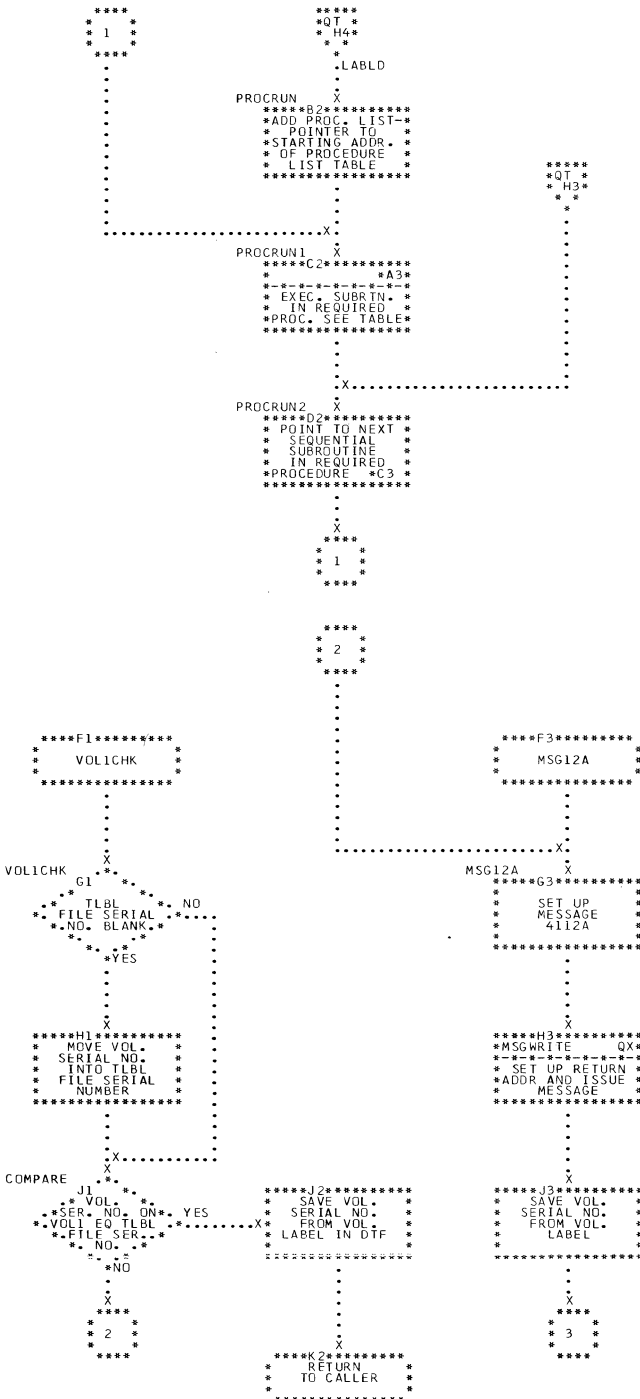 1
QT
H4
LABLD
PROCRUN
B2
ADD PROC. LIST-
POINTER TO
STARTING ADDR.
OF PROCEDURE
LIST TABLE
QT
H3
PROCRUN1
C2
A3
EXEC. SUBRTN.
IN REQUIRED
PROC. SEE TABLE
PROCRUN2
D2
POINT TO NEXT
SEQUENTIAL
SUBROUTINE
IN REQUIRED
PROCEDURE *C3
1
2
F1
VOL1CHK
F3
MSG12A
VOL1CHK
G1
TLBL
FILE SERIAL
NO. BLANK
NO
YES
MSG12A
G3
SET UP
MESSAGE
4112A
H1
MOVE VOL.
SERIAL NO.
INTO TLBL
FILE SERIAL
NUMBER
H3
MSGWRITE QX
SET UP RETURN
ADDR AND ISSUE
MESSAGE
COMPARE
J1
VOL.
SER. NO. ON
VOL1 EQ TLBL
FILE SER.
NO.
YES
NO
J2
SAVE VOL.
SERIAL NO.
FROM VOL.
LABEL IN DTF
J3
SAVE VOL.
SERIAL NO.
FROM VOL.
LABEL
2
3
K2
RETURN
TO CALLER